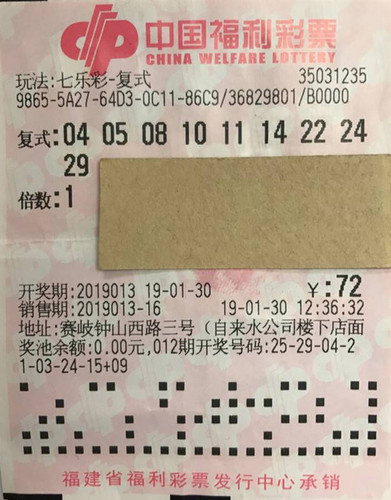 中国福利彩票
CHINA WELFARE LOTTERY
玩法:七乐彩-复式 35031235
9865-5A27-64D3-0C11-86C9/36829801/B0000
复式:04 05 08 10 11 14 22 24
29
倍数:1
开奖期:2019013 19-01-30 ￥:72
销售期:2019013-16 19-01-30 12:36:32
地址:赛岐钟山西路三号（自来水公司楼下店面
奖池余额:0.00元,012期开奖号码:25-29-04-2
1-03-24-15+09
福建省福利彩票发行中心承销